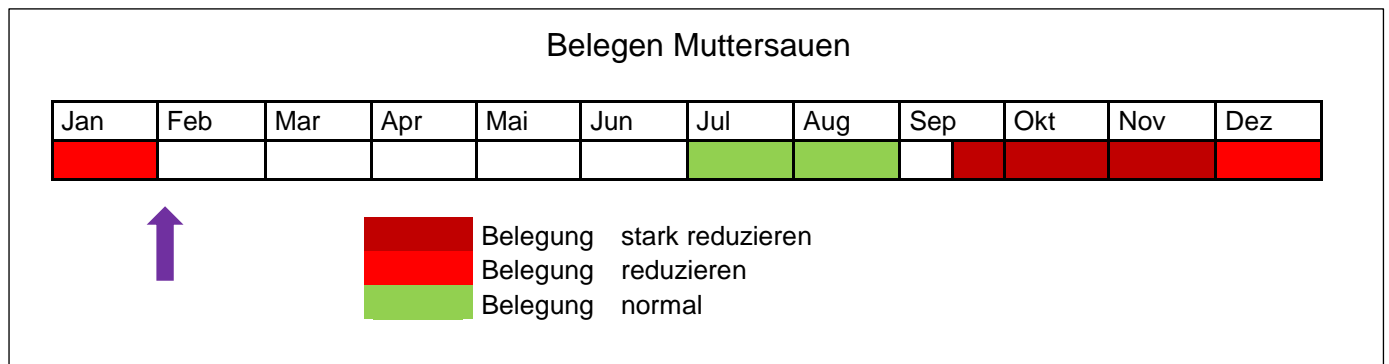 Belegen Muttersauen
Jan Feb Mar Apr Mai Jun Jul Aug Sep Okt Nov Dez
Belegung stark reduzieren
Belegung reduzieren
Belegung normal